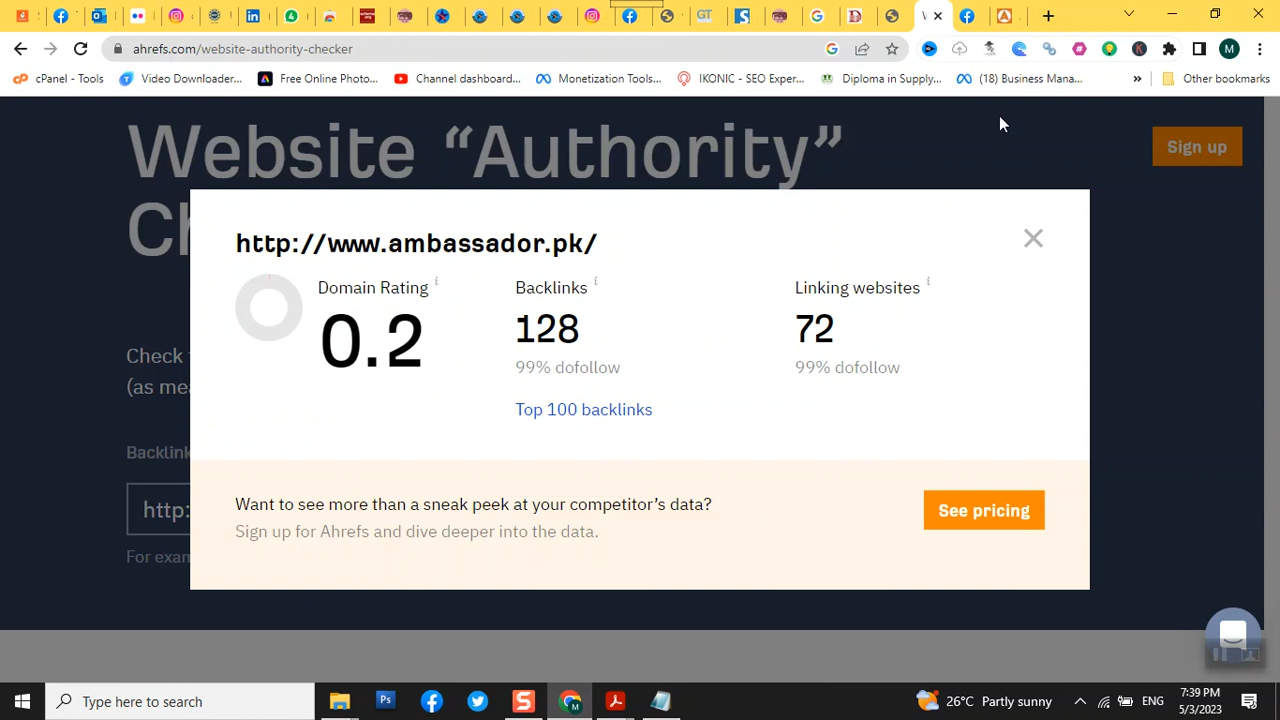 ahrefs.com/website-authority-checker
cPanel - Tools
Video Downloader...
Free Online Photo...
Channel dashboard...
Monetization Tools...
IKONIC - SEO Exper...
Diploma in Supply...
(18) Business Mana...
»
Other bookmarks
M
Website “Authority”
Ch
Sign up
http://www.ambassador.pk/
Domain Rating i
0.2
Backlinks i
128
99% dofollow
Top 100 backlinks
Linking websites i
72
99% dofollow
Check
(as mea
Backlink
http:
For exam
Want to see more than a sneak peek at your competitor’s data?
Sign up for Ahrefs and dive deeper into the data.
See pricing
Type here to search
Ps
S
M
26°C Partly sunny
ENG
7:39 PM
5/3/2023